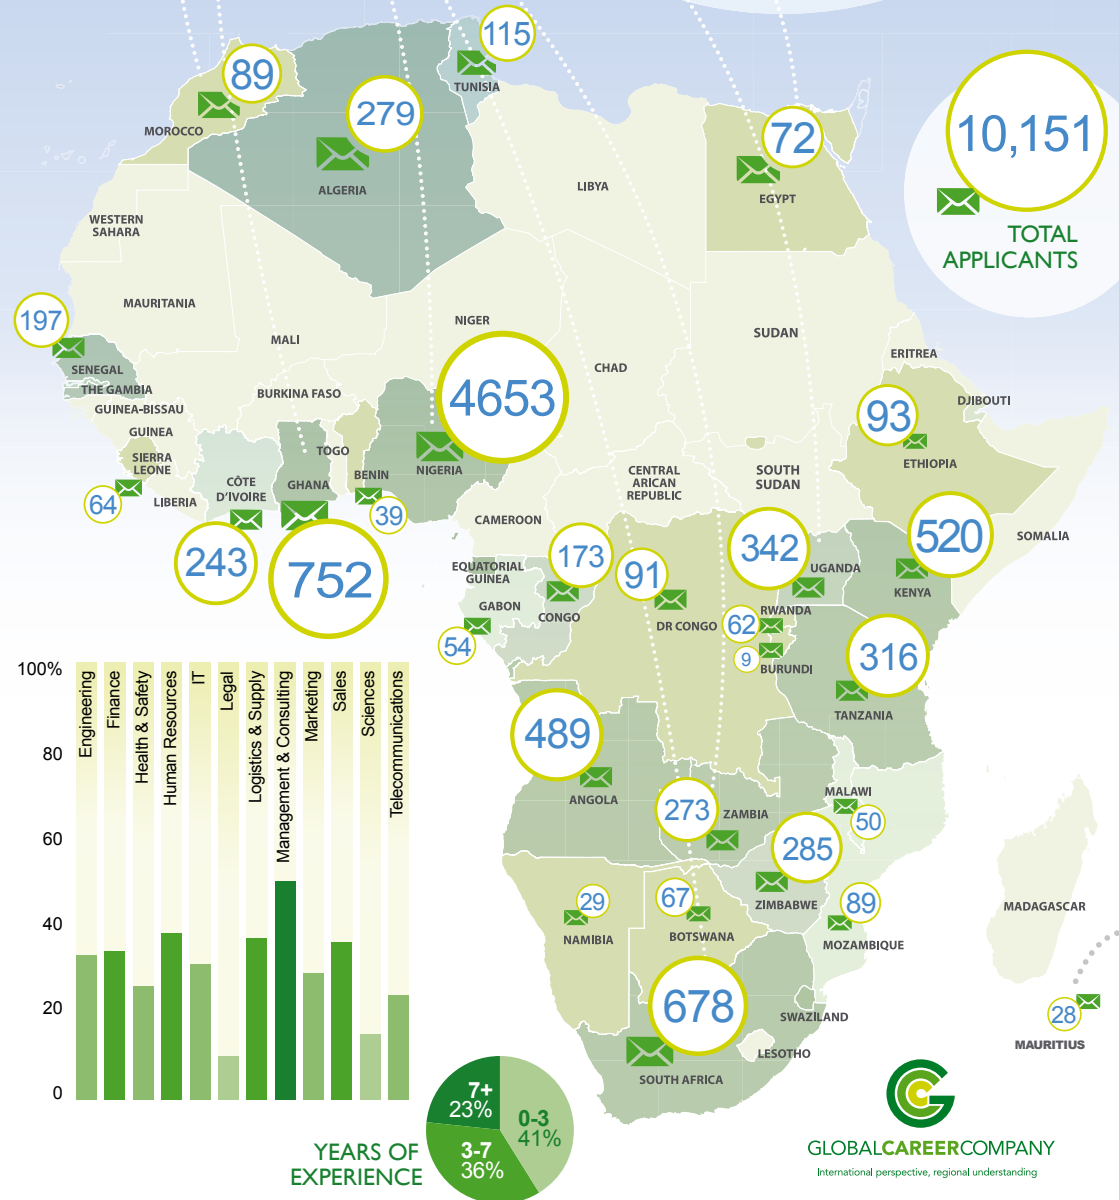 115
89
279
TUNISIA
MOROCCO
ALGERIA
72
10,151
LIBYA
EGYPT
TOTAL
APPLICANTS
WESTERN
SAHARA
MAURITANIA
197
MALI
NIGER
SUDAN
CHAD
ERITREA
SENEGAL
THE GAMBIA
BURKINA FASO
4653
93
DJIBOUTI
GUINEA-BISSAU
GUINEA
TOGO
SIERRA
LEONE
BENIN
NIGERIA
CENTRAL
ARICAN
REPUBLIC
SOUTH
SUDAN
ETHIOPIA
CÔTE
D'IVOIRE
GHANA
64
LIBERIA
39
CAMEROON
SOMALIA
243
752
173
342
520
EQUATORIAL
GUINEA
91
UGANDA
KENYA
GABON
CONGO
DR CONGO
62
RWANDA
54
9
BURUNDI
316
TANZANIA
489
ANGOLA
273
ZAMBIA
MALAWI
50
285
ZIMBABWE
29
67
89
NAMIBIA
BOTSWANA
MOZAMBIQUE
MADAGASCAR
678
SWAZILAND
28
LESOTHO
MAURITIUS
SOUTH AFRICA
100%
80
60
40
20
0
Engineering
Finance
Health & Safety
Human Resources
IT
Legal
Logistics & Supply
Management & Consulting
Marketing
Sales
Sciences
Telecommunications
7+
23%
0-3
41%
3-7
36%
YEARS OF
EXPERIENCE
GLOBALCAREERCOMPANY
International perspective, regional understanding